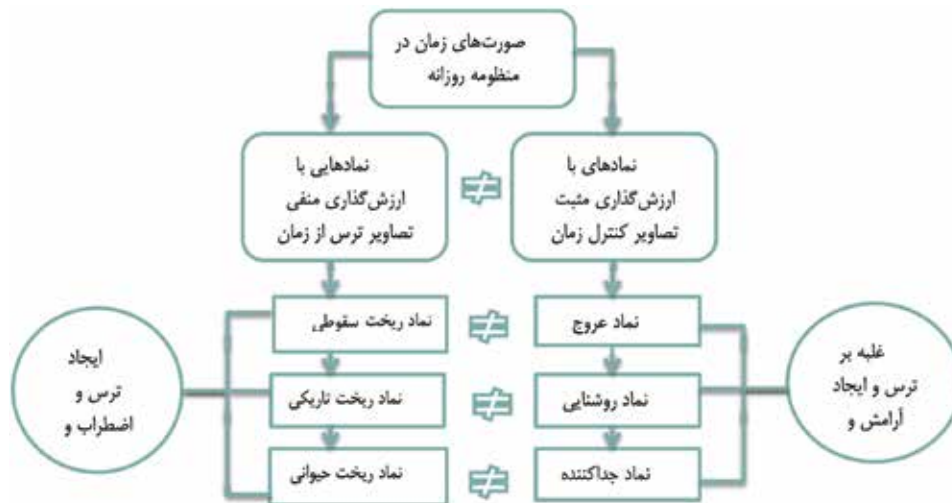 صورت‌های زمان در
منظومه روزانه
نمادهای با
ارزش‌گذاری مثبت
تصاویر کنترل زمان
نمادهایی با
ارزش‌گذاری منفی
تصاویر ترس از زمان
نماد عروج
نماد ریخت سقوطی
نماد روشنایی
نماد ریخت تاریکی
نماد جداکننده
نماد ریخت حیوانی
غلبه بر
ترس و ایجاد
آرامش و
ایجاد
ترس و
اضطراب و